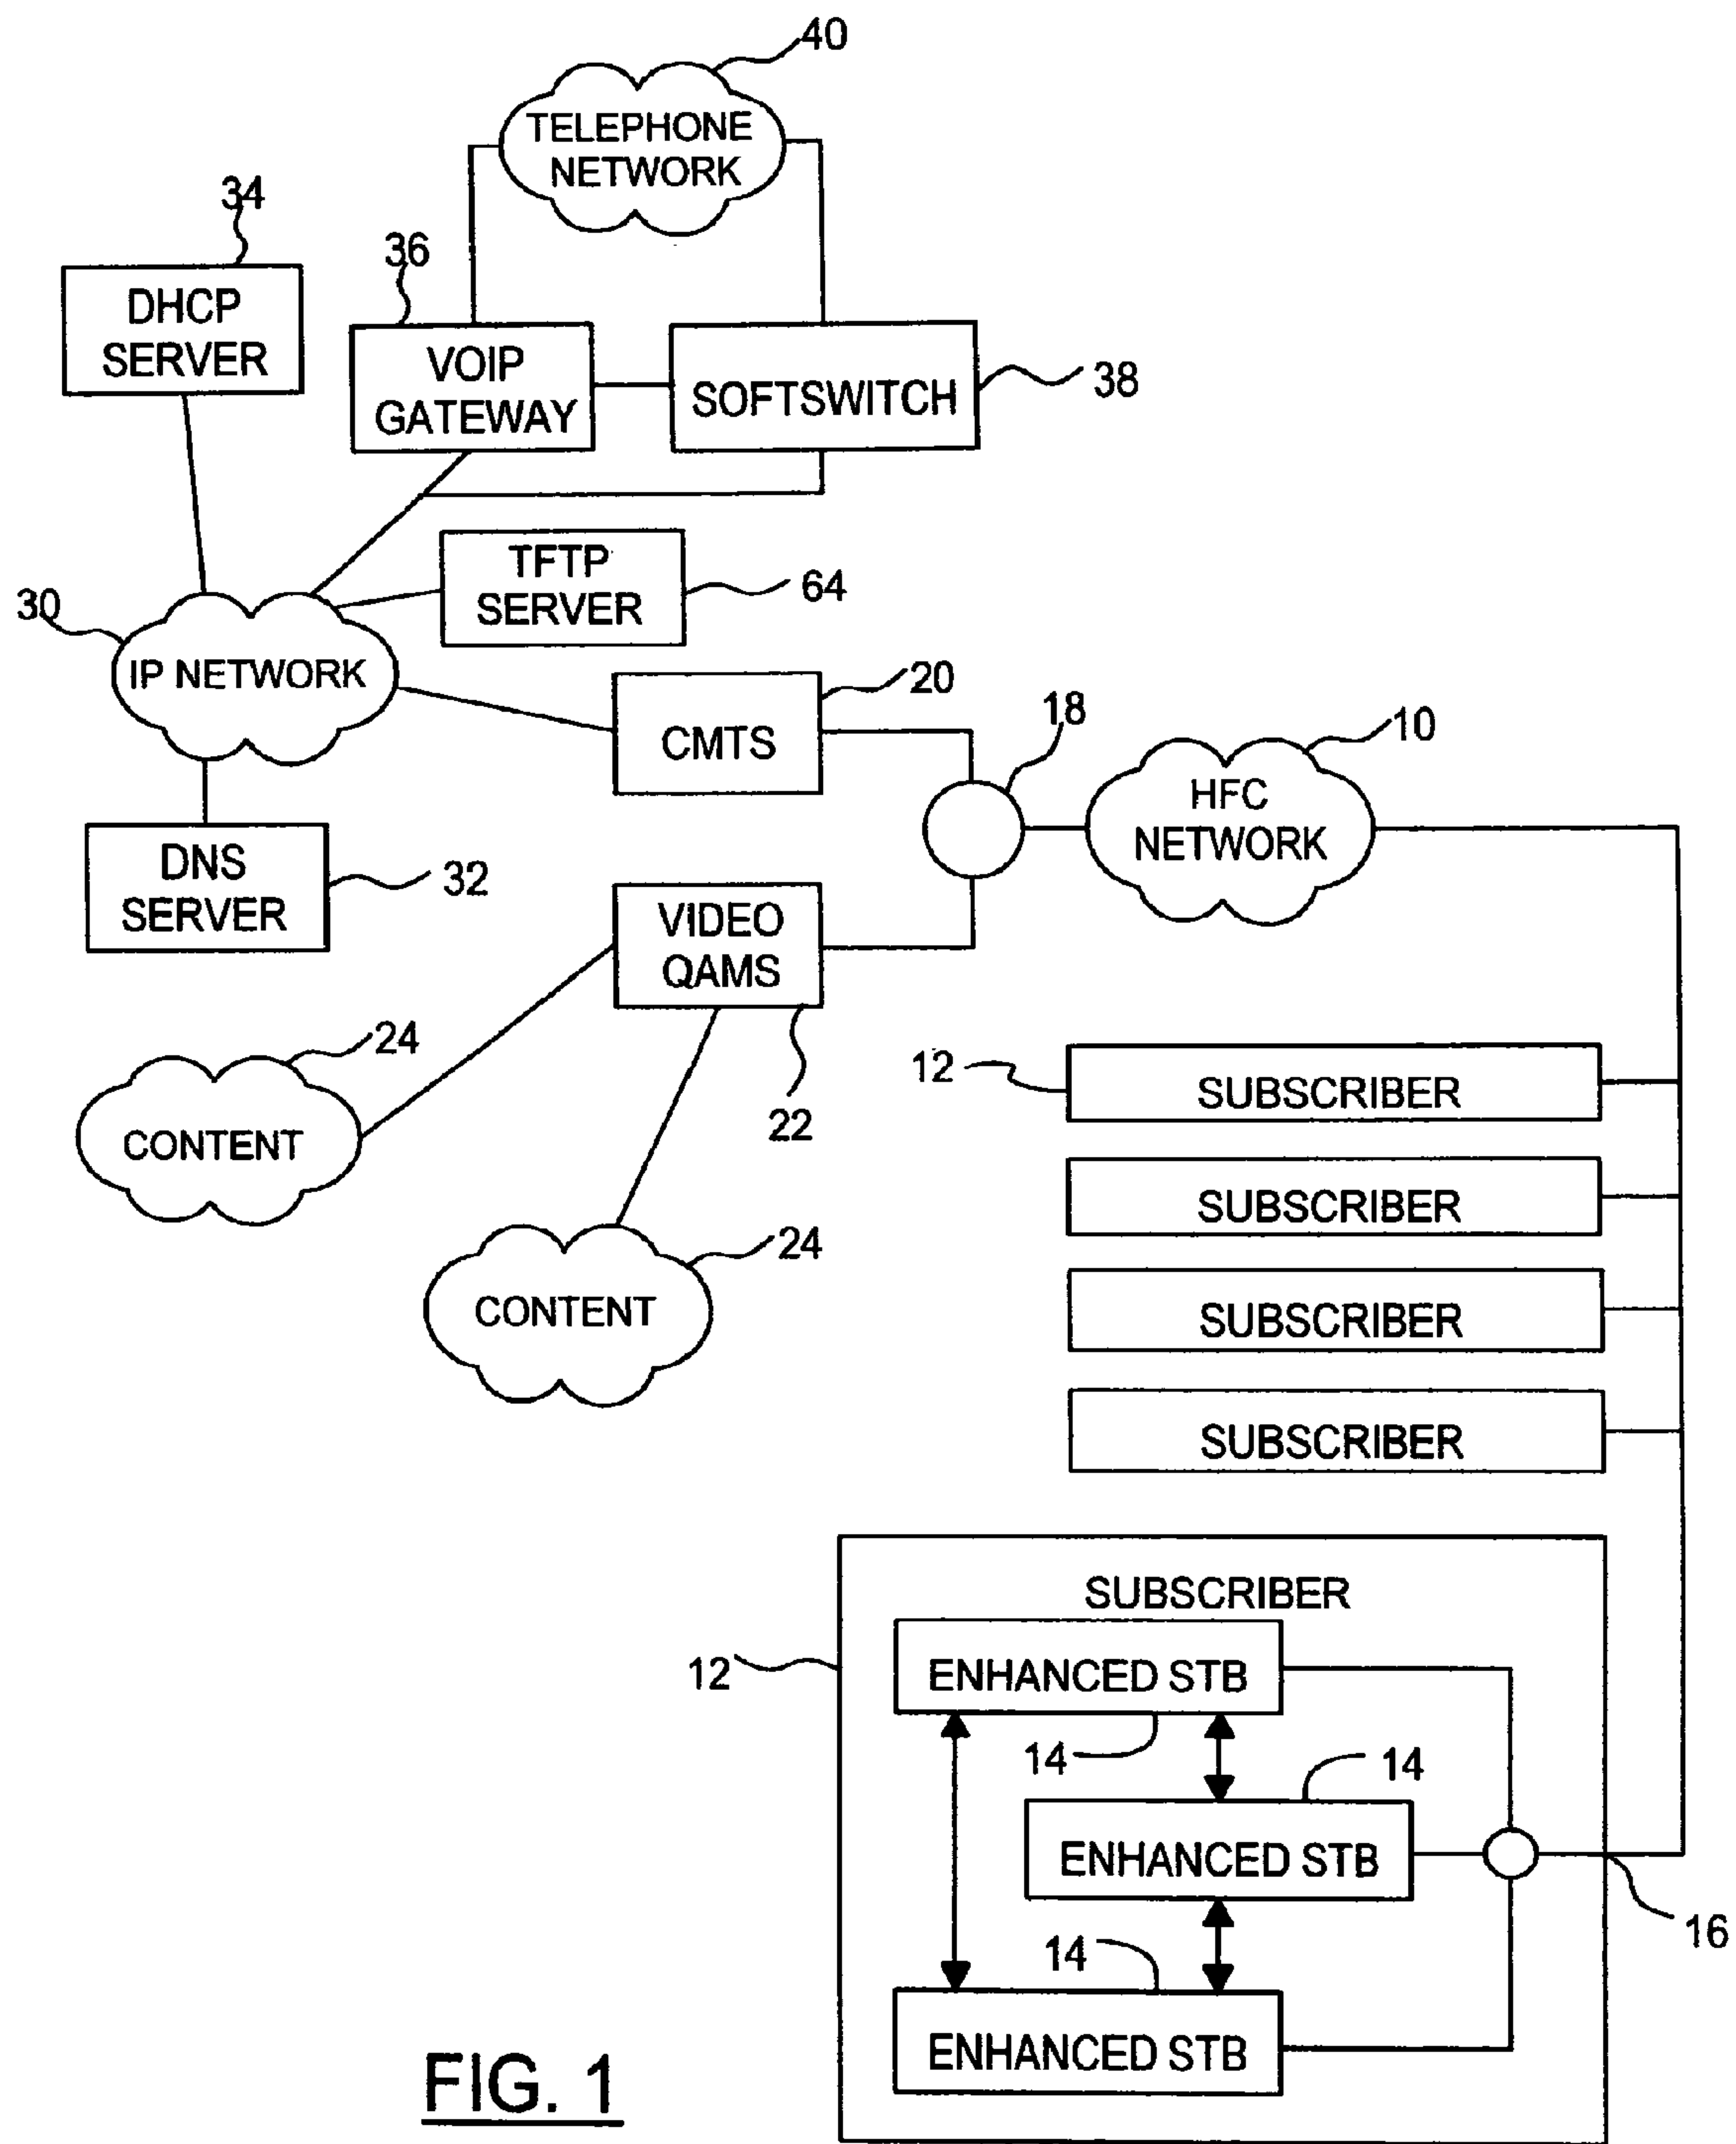 40
TELEPHONE
NETWORK
34
36
DHCP
SERVER
VOIP
GATEWAY
SOFTSWITCH
38
TFTP
SERVER
64
30
IP NETWORK
20
CMTS
18
10
HFC
NETWORK
DNS
SERVER
32
VIDEO
QAMS
22
24
CONTENT
24
CONTENT
12
SUBSCRIBER
SUBSCRIBER
SUBSCRIBER
SUBSCRIBER
SUBSCRIBER
12
ENHANCED STB
14
14
ENHANCED STB
16
14
ENHANCED STB
FIG. 1